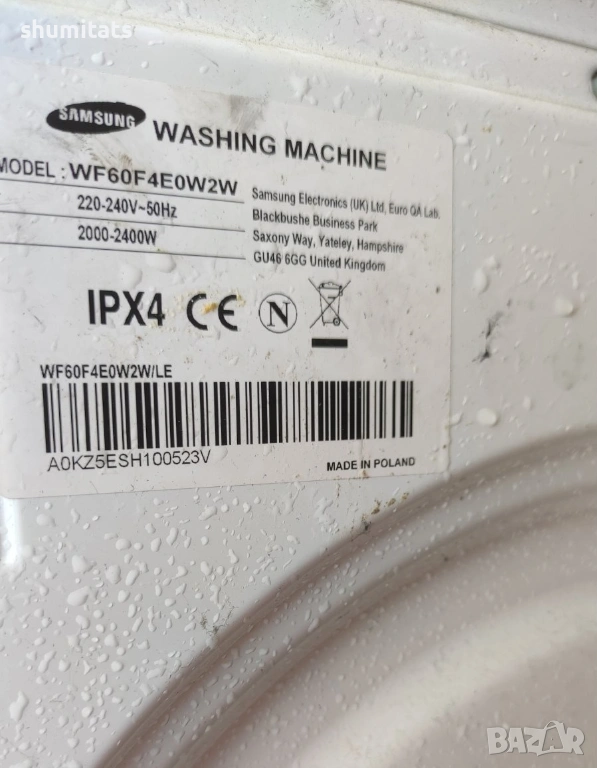 shumitats
SAMSUNG WASHING MACHINE
MODEL : WF60F4E0W2W
220-240V~50Hz
2000-2400W
Samsung Electronics (UK) Ltd, Euro QA Lab.
Blackbushe Business Park
Saxony Way, Yateley, Hampshire
GU46 6GG United Kingdom
IPX4 CE N
WF60F4E0W2W/LE
A0KZ5ESH100523V
MADE IN POLAND
BAZAR